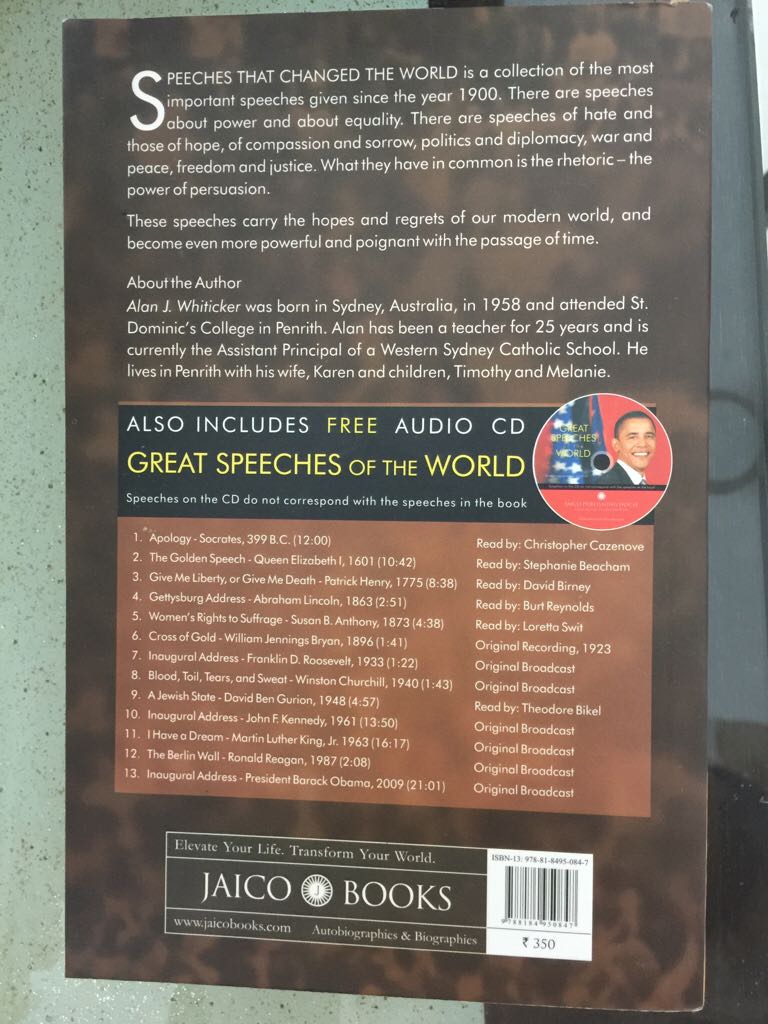 SPEECHES THAT CHANGED THE WORLD is a collection of the most
important speeches given since the year 1900. There are speeches
about power and about equality. There are speeches of hate and
those of hope, of compassion and sorrow, politics and diplomacy, war and
peace, freedom and justice. What they have in common is the rhetoric – the
power of persuasion.
These speeches carry the hopes and regrets of our modern world, and
become even more powerful and poignant with the passage of time.
About the Author
Alan J. Whiticker was born in Sydney, Australia, in 1958 and attended St.
Dominic's College in Penrith. Alan has been a teacher for 25 years and is
currently the Assistant Principal of a Western Sydney Catholic School. He
lives in Penrith with his wife, Karen and children, Timothy and Melanie.
ALSO INCLUDES FREE AUDIO CD
GREAT SPEECHES OF THE WORLD
Speeches on the CD do not correspond with the speeches in the book
GREAT
SPEECHES
WORLD
JAICO PUBLISHING HOUSE
1. Apology - Socrates, 399 B.C. (12:00) Read by: Christopher Cazenove
2. The Golden Speech - Queen Elizabeth I, 1601 (10:42) Read by: Stephanie Beacham
3. Give Me Liberty, or Give Me Death - Patrick Henry, 1775 (8:38) Read by: David Birney
4. Gettysburg Address - Abraham Lincoln, 1863 (2:51) Read by: Burt Reynolds
5. Women's Rights to Suffrage - Susan B. Anthony, 1873 (4:38) Read by: Loretta Swit
6. Cross of Gold - William Jennings Bryan, 1896 (1:41) Original Recording, 1923
7. Inaugural Address - Franklin D. Roosevelt, 1933 (1:22) Original Broadcast
8. Blood, Toil, Tears, and Sweat - Winston Churchill, 1940 (1:43) Original Broadcast
9. A Jewish State - David Ben Gurion, 1948 (4:57) Read by: Theodore Bikel
10. Inaugural Address - John F. Kennedy, 1961 (13:50) Original Broadcast
11. I Have a Dream - Martin Luther King, Jr. 1963 (16:17) Original Broadcast
12. The Berlin Wall - Ronald Reagan, 1987 (2:08) Original Broadcast
13. Inaugural Address - President Barack Obama, 2009 (21:01) Original Broadcast
Elevate Your Life. Transform Your World.
JAICO J BOOKS
www.jaicobooks.com Autobiographies & Biographies
ISBN-13: 978-81-8495-084-7
9 788184 950847
₹ 350